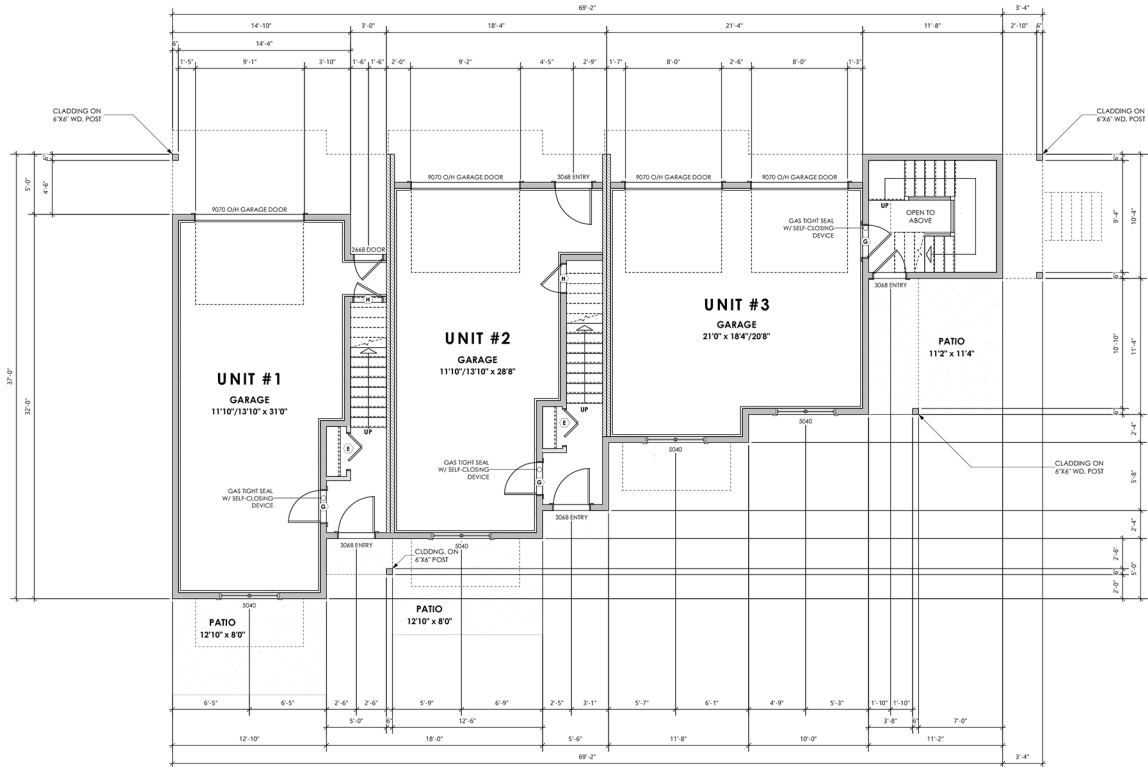 69'-2"
3'-4"
14'-10"
3'-0"
18'-4"
21'-4"
11'-8"
2'-10"
6"
6"
14'-4"
1'-5"
9'-1"
3'-10"
1'-6"
1'-6"
2'-0"
9'-2"
4'-5"
2'-9"
1'-7"
8'-0"
2'-6"
8'-0"
1'-3"
CLADDING ON
6"X6" WD. POST
CLADDING ON
6"X6" WD. POST
6"
5'-0"
4'-6"
37'-0"
32'-0"
9070 O/H GARAGE DOOR
2668 DOOR
H
UNIT #1
GARAGE
11'10"/13'10" x 31'0"
UP
E
GAS TIGHT SEAL
W/ SELF-CLOSING
DEVICE
G
3068 ENTRY
5040
PATIO
12'10" x 8'0"
9070 O/H GARAGE DOOR
3068 ENTRY
H
UNIT #2
GARAGE
11'10"/13'10" x 28'8"
UP
E
GAS TIGHT SEAL
W/ SELF-CLOSING
DEVICE
G
3068 ENTRY
5040
CLDDNG. ON
6"X6" POST
PATIO
12'10" x 8'0"
9070 O/H GARAGE DOOR
9070 O/H GARAGE DOOR
GAS TIGHT SEAL
W/ SELF-CLOSING
DEVICE
G
UP
OPEN TO
ABOVE
3068 ENTRY
UNIT #3
GARAGE
21'0" x 18'4"/20'8"
5040
5040
PATIO
11'2" x 11'4"
CLADDING ON
6"X6" WD. POST
6"
9'-4"
10'-4"
6"
10'-10"
11'-4"
6"
2'-4"
5'-8"
2'-4"
2'-6"
6"
5'-0"
2'-0"
6'-5"
6'-5"
2'-6"
2'-6"
5'-9"
6'-9"
2'-5"
3'-1"
5'-7"
6'-1"
4'-9"
5'-3"
1'-10"
1'-10"
5'-0"
6"
12'-6"
3'-8"
6"
7'-0"
12'-10"
18'-0"
5'-6"
11'-8"
10'-0"
11'-2"
69'-2"
3'-4"